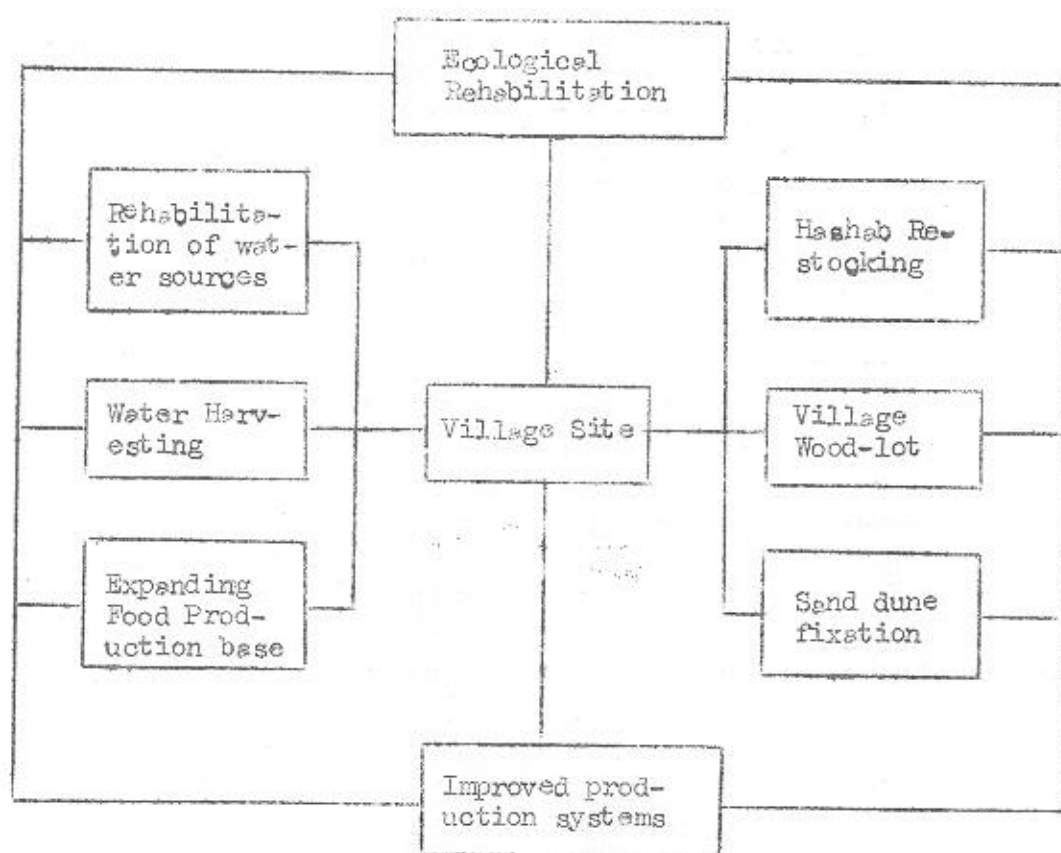 Ecological
Rehabilitation
Rehabilita-
tion of wat-
er sources
Hashab Re-
stocking
Water Harv-
esting
Village Site
Village
Wood-lot
Expanding
Food Prod-
uction base
Sand dune
fixation
Improved prod-
uction systems